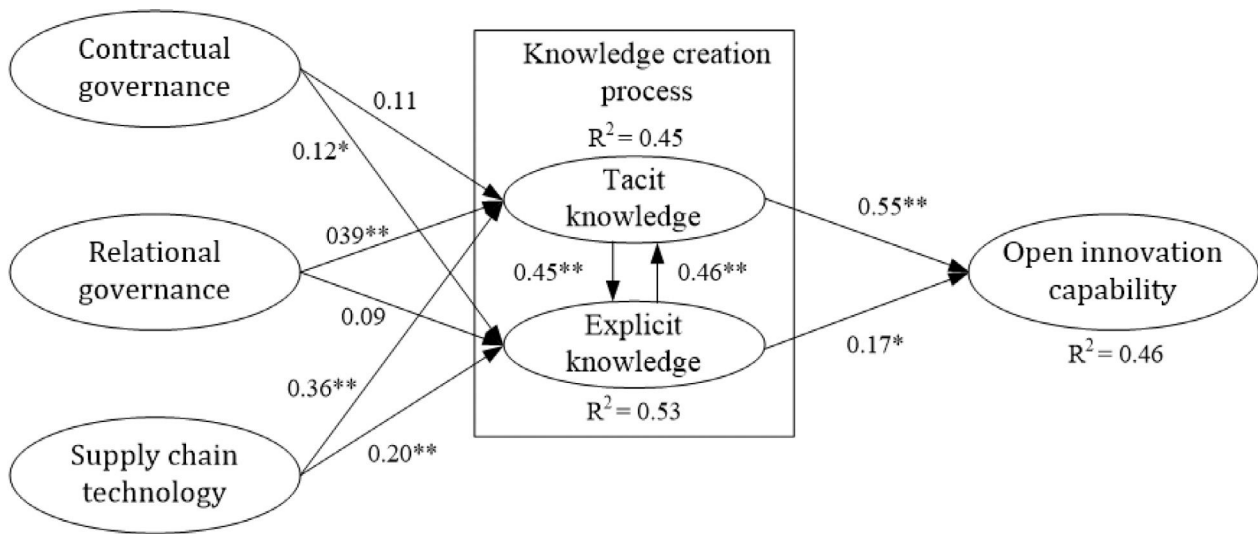 Contractual
governance
Knowledge creation
process
R² = 0.45
0.11
0.12*
Tacit
knowledge
039**
0.55**
Relational
governance
0.45**
0.46**
Open innovation
capability
0.09
Explicit
knowledge
0.17*
R² = 0.46
0.36**
R² = 0.53
0.20**
Supply chain
technology